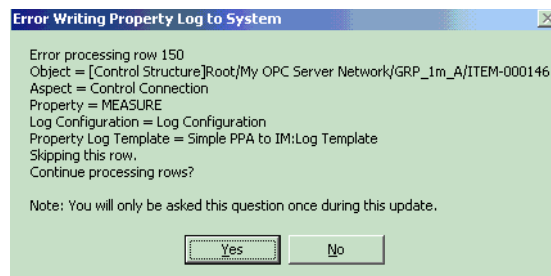 Error Writing Property Log to System
Error processing row 150
Object = [Control Structure]Root/My OPC Server Network/GRP_1m_A/ITEM-000146
Aspect = Control Connection
Property = MEASURE
Log Configuration = Log Configuration
Property Log Template = Simple PPA to IM:Log Template
Skipping this row.
Continue processing rows?
Note: You will only be asked this question once during this update.
Yes No